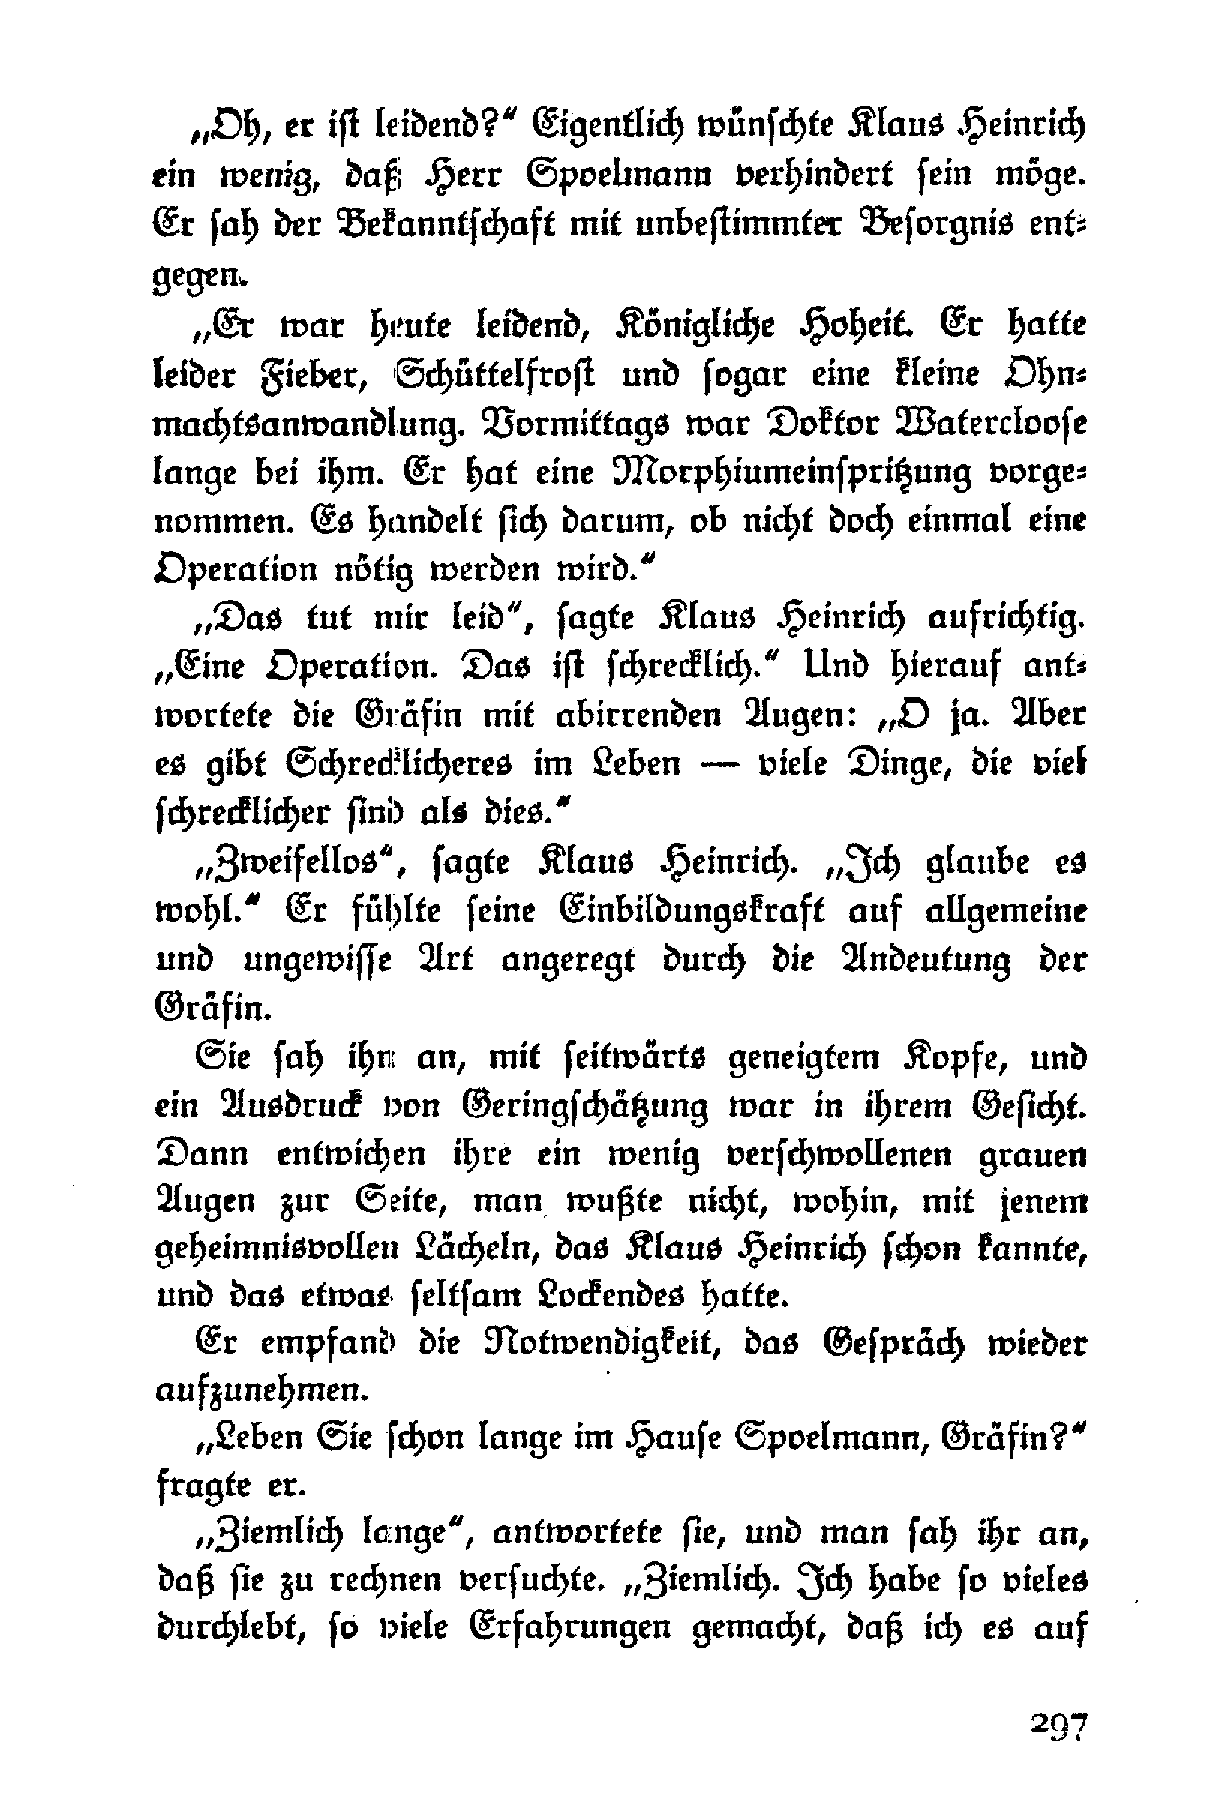 „Oh, er ist leidend?“ Eigentlich wünschte Klaus Heinrich
ein wenig, daß Herr Spoelmann verhindert sein möge.
Er sah der Bekanntschaft mit unbestimmter Besorgnis ent-
gegen.
„Er war heute leidend, Königliche Hoheit. Er hatte
leider Fieber, Schüttelfrost und sogar eine kleine Ohn-
machtsanwandlung. Vormittags war Doktor Watercloose
lange bei ihm. Er hat eine Morphiumeinspritzung vorge-
nommen. Es handelt sich darum, ob nicht doch einmal eine
Operation nötig werden wird.“
„Das tut mir leid“, sagte Klaus Heinrich aufrichtig.
„Eine Operation. Das ist schrecklich.“ Und hierauf ant-
wortete die Gräfin mit abirrenden Augen: „O ja. Aber
es gibt Schrecklicheres im Leben — viele Dinge, die viel
schrecklicher sind als dies.“
„Zweifellos“, sagte Klaus Heinrich. „Ich glaube es
wohl.“ Er fühlte seine Einbildungskraft auf allgemeine
und ungewisse Art angeregt durch die Andeutung der
Gräfin.
Sie sah ihn an, mit seitwärts geneigtem Kopfe, und
ein Ausdruck von Geringschätzung war in ihrem Gesicht.
Dann entwichen ihre ein wenig verschwollenen grauen
Augen zur Seite, man wußte nicht, wohin, mit jenem
geheimnisvollen Lächeln, das Klaus Heinrich schon kannte,
und das etwas seltsam Lockendes hatte.
Er empfand die Notwendigkeit, das Gespräch wieder
aufzunehmen.
„Leben Sie schon lange im Hause Spoelmann, Gräfin?“
fragte er.
„Ziemlich lange“, antwortete sie, und man sah ihr an,
daß sie zu rechnen versuchte. „Ziemlich. Ich habe so vieles
durchlebt, so viele Erfahrungen gemacht, daß ich es auf
297